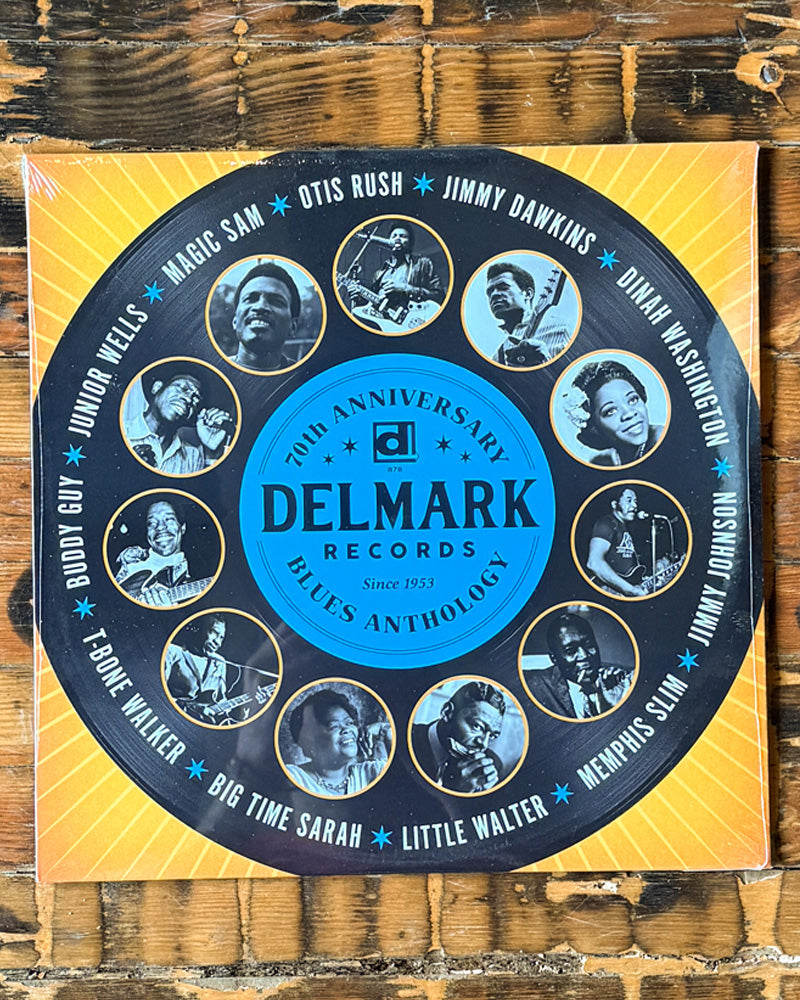 OTIS RUSH
JIMMY DAWKINS
DINAH WASHINGTON
JIMMY JOHNSON
MEMPHIS SLIM
LITTLE WALTER
BIG TIME SARAH
T-BONE WALKER
BUDDY GUY
JUNIOR WELLS
MAGIC SAM
70th ANNIVERSARY
d
878
DELMARK
RECORDS
Since 1953
BLUES ANTHOLOGY